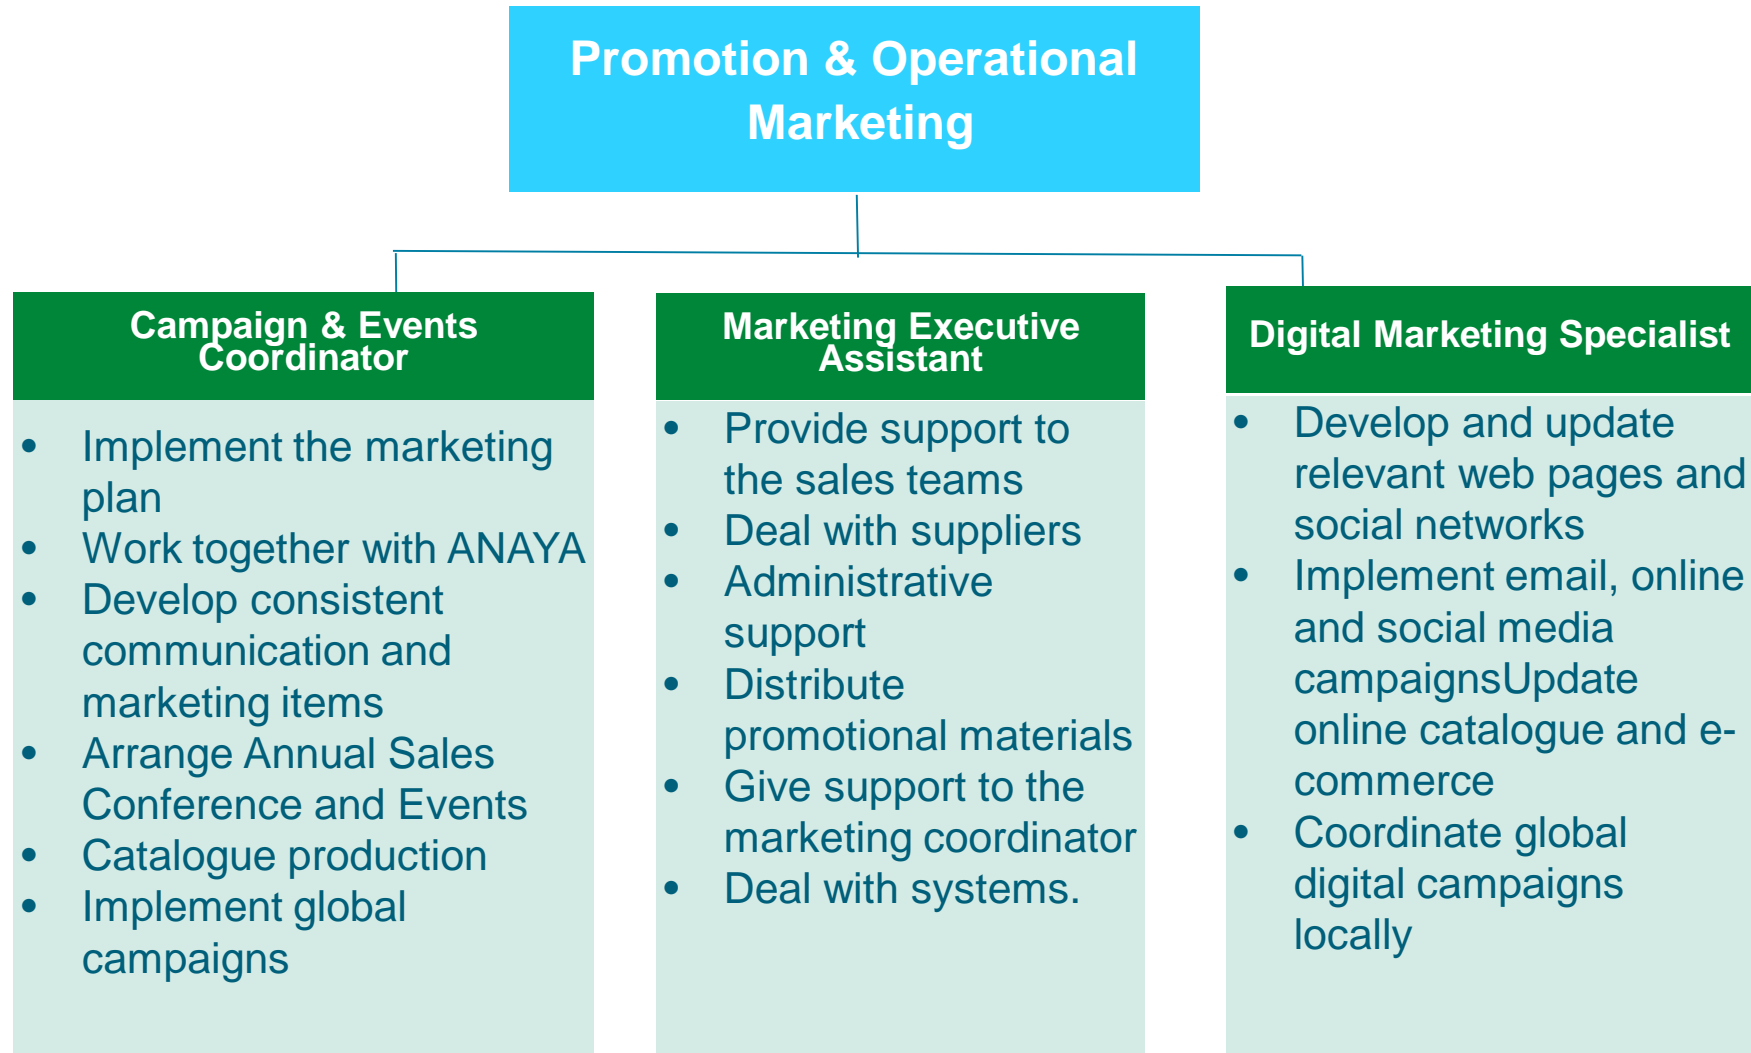 Promotion & Operational
Marketing
Campaign & Events
Coordinator
• Implement the marketing
plan
• Work together with ANAYA
• Develop consistent
communication and
marketing items
• Arrange Annual Sales
Conference and Events
• Catalogue production
• Implement global
campaigns
Marketing Executive
Assistant
• Provide support to
the sales teams
• Deal with suppliers
• Administrative
support
• Distribute
promotional materials
• Give support to the
marketing coordinator
• Deal with systems.
Digital Marketing Specialist
• Develop and update
relevant web pages and
social networks
• Implement email, online
and social media
campaignsUpdate
online catalogue and e-
commerce
• Coordinate global
digital campaigns
locally